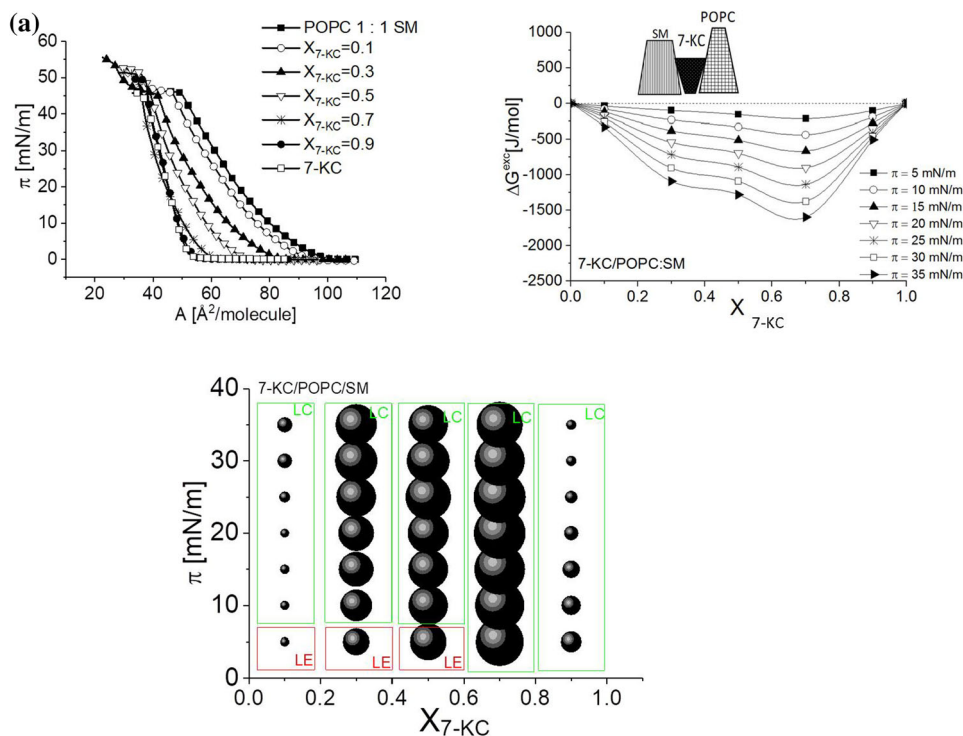 (a)
60
50
40
30
20
10
0
π [mN/m]
20 40 60 80 100 120
A [Å²/molecule]
POPC 1 : 1 SM
X7-KC=0.1
X7-KC=0.3
X7-KC=0.5
X7-KC=0.7
X7-KC=0.9
7-KC
1000
500
0
-500
-1000
-1500
-2000
-2500
ΔG^exc[J/mol]
SM 7-KC POPC
π = 5 mN/m
π = 10 mN/m
π = 15 mN/m
π = 20 mN/m
π = 25 mN/m
π = 30 mN/m
π = 35 mN/m
7-KC/POPC:SM
0.0 0.2 0.4 0.6 0.8 1.0
X 7-KC
7-KC/POPC/SM
40
30
20
10
0
π [mN/m]
LC LC LC LC LC
LE LE LE
0.0 0.2 0.4 0.6 0.8 1.0
X7-KC